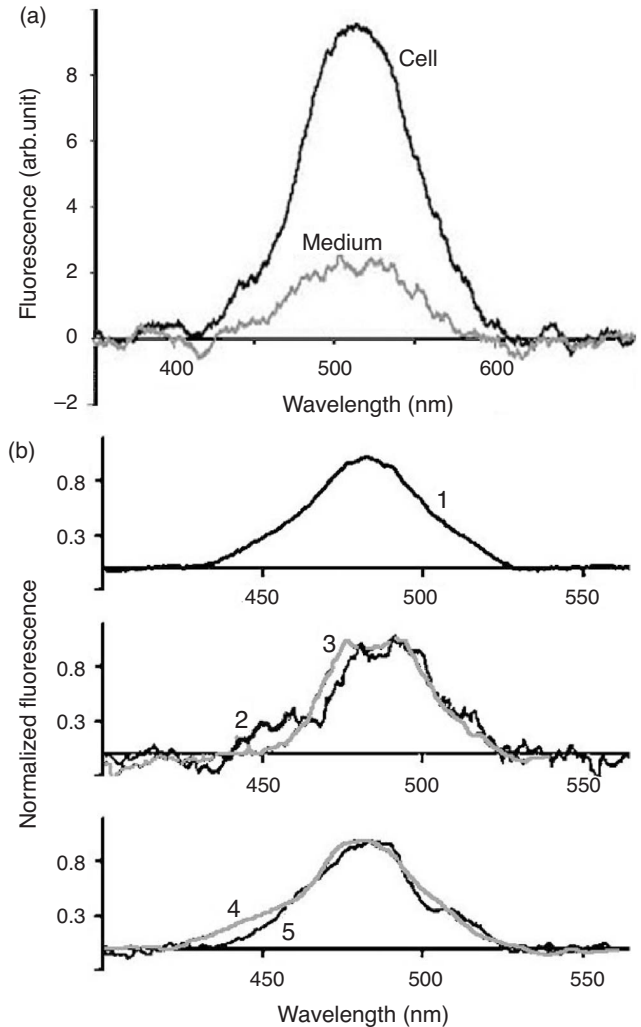 (a)
8
6
4
2
0
–2
Fluorescence (arb.unit)
Cell
Medium
400 500 600
Wavelength (nm)
(b)
Normalized fluorescence
0.8
0.3
1
450 500 550
0.8
0.3
3
2
450 500 550
0.8
0.3
4
5
450 500 550
Wavelength (nm)